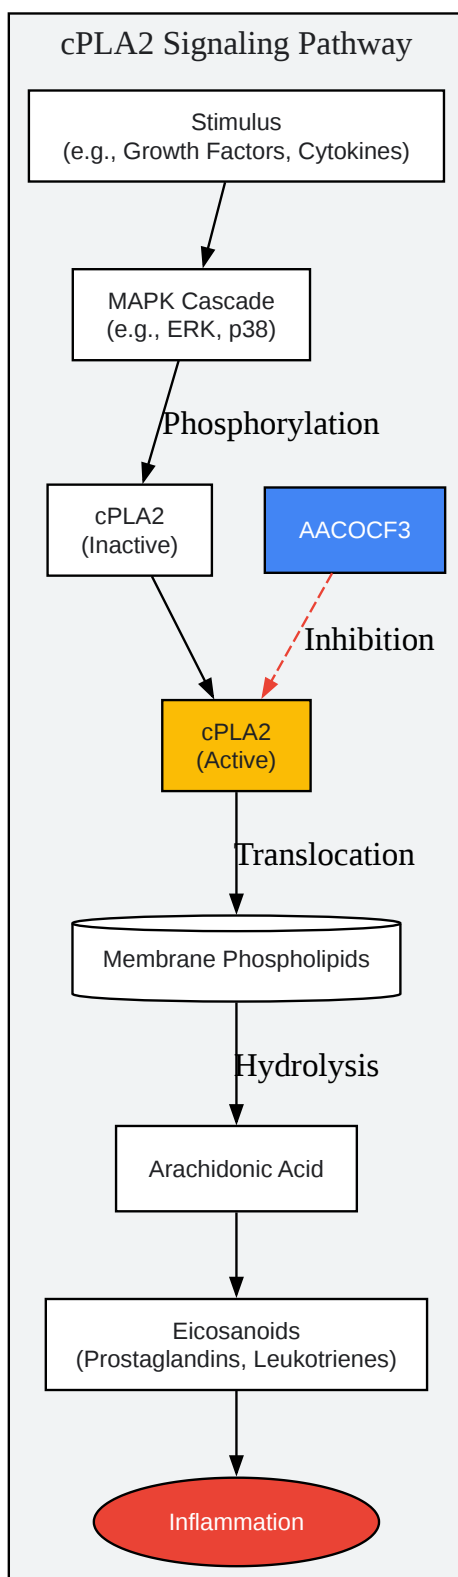 cPLA2 Signaling Pathway
Stimulus
(e.g., Growth Factors, Cytokines)
MAPK Cascade
(e.g., ERK, p38)
Phosphorylation
cPLA2
(Inactive)
AACOCF3
Inhibition
cPLA2
(Active)
Translocation
Membrane Phospholipids
Hydrolysis
Arachidonic Acid
Eicosanoids
(Prostaglandins, Leukotrienes)
Inflammation